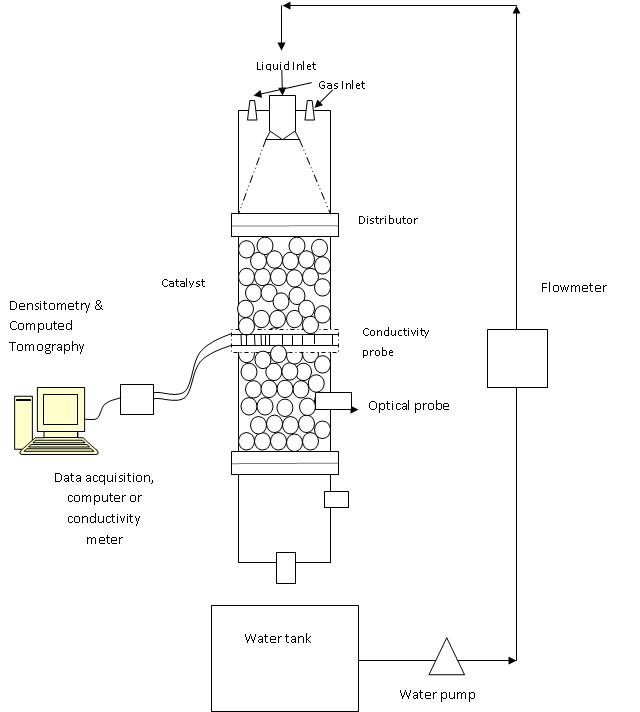 Liquid Inlet
Gas Inlet
Distributor
Catalyst
Flowmeter
Densitometry &
Computed
Tomography
Conductivity
probe
Optical probe
Data acquisition,
computer or
conductivity
meter
Water tank
Water pump